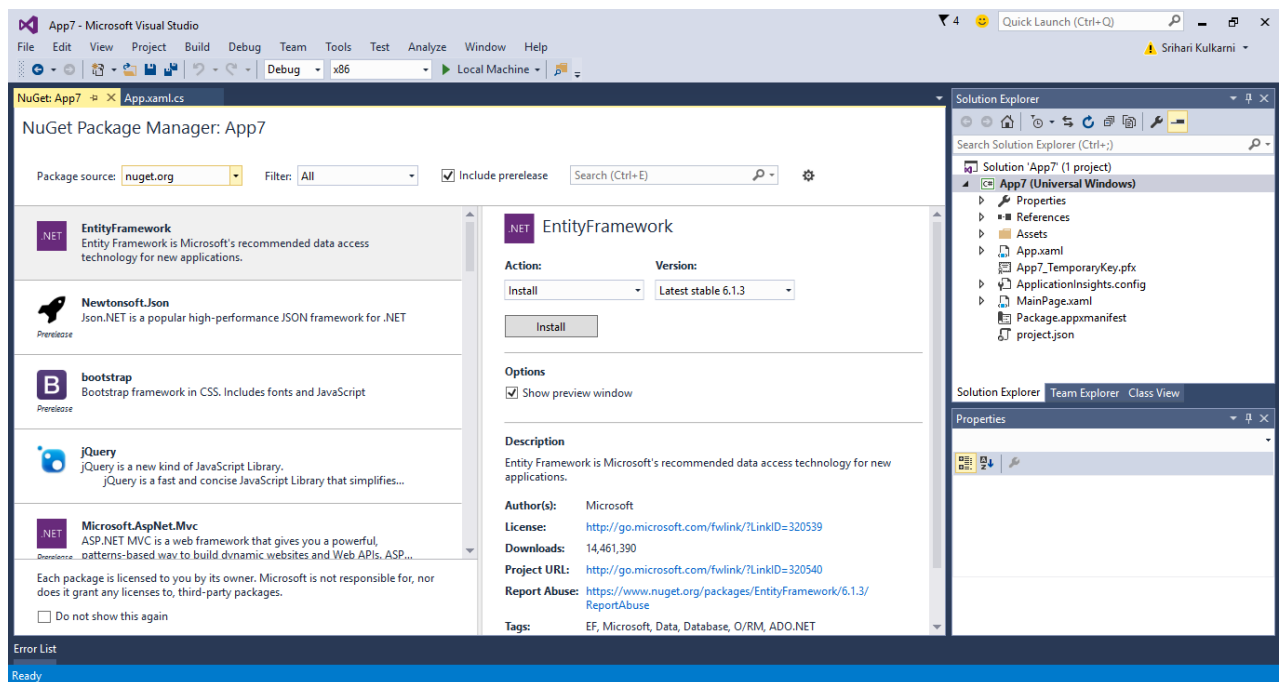 App7 - Microsoft Visual Studio
4
Quick Launch (Ctrl+Q)
File Edit View Project Build Debug Team Tools Test Analyze Window Help
Srihari Kulkarni
Debug x86 Local Machine
NuGet: App7 App.xaml.cs
NuGet Package Manager: App7
Package source: nuget.org Filter: All Include prerelease Search (Ctrl+E)
.NET
EntityFramework
Entity Framework is Microsoft's recommended data access
technology for new applications.
Newtonsoft.Json
Json.NET is a popular high-performance JSON framework for .NET
Prerelease
B
bootstrap
Bootstrap framework in CSS. Includes fonts and JavaScript
Prerelease
jQuery
jQuery is a new kind of JavaScript Library.
jQuery is a fast and concise JavaScript Library that simplifies...
.NET
Microsoft.AspNet.Mvc
ASP.NET MVC is a web framework that gives you a powerful,
Prerelease patterns-based way to build dynamic websites and Web APIs. ASP...
Each package is licensed to you by its owner. Microsoft is not responsible for, nor
does it grant any licenses to, third-party packages.
Do not show this again
.NET EntityFramework
Action: Version:
Install Latest stable 6.1.3
Install
Options
Show preview window
Description
Entity Framework is Microsoft's recommended data access technology for new
applications.
Author(s): Microsoft
License: http://go.microsoft.com/fwlink/?LinkID=320539
Downloads: 14,461,390
Project URL: http://go.microsoft.com/fwlink/?LinkID=320540
Report Abuse: https://www.nuget.org/packages/EntityFramework/6.1.3/
ReportAbuse
Tags: EF, Microsoft, Data, Database, O/RM, ADO.NET
Solution Explorer
Search Solution Explorer (Ctrl+;)
Solution 'App7' (1 project)
C# App7 (Universal Windows)
Properties
References
Assets
App.xaml
App7_TemporaryKey.pfx
ApplicationInsights.config
MainPage.xaml
Package.appxmanifest
project.json
Solution Explorer Team Explorer Class View
Properties
Error List
Ready